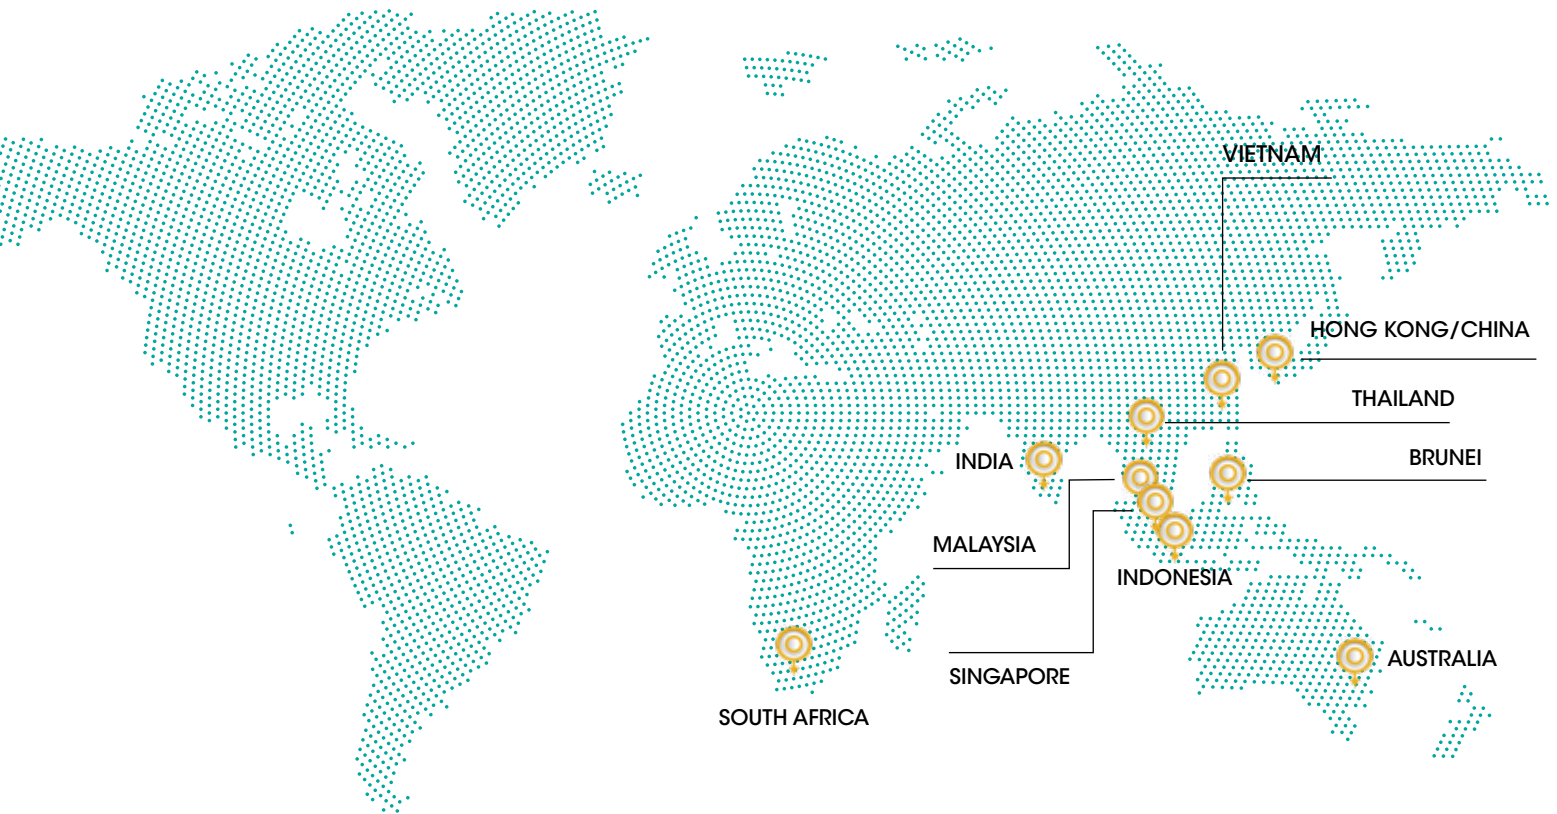 VIETNAM
HONG KONG/CHINA
THAILAND
BRUNEI
INDIA
MALAYSIA
INDONESIA
SINGAPORE
AUSTRALIA
SOUTH AFRICA